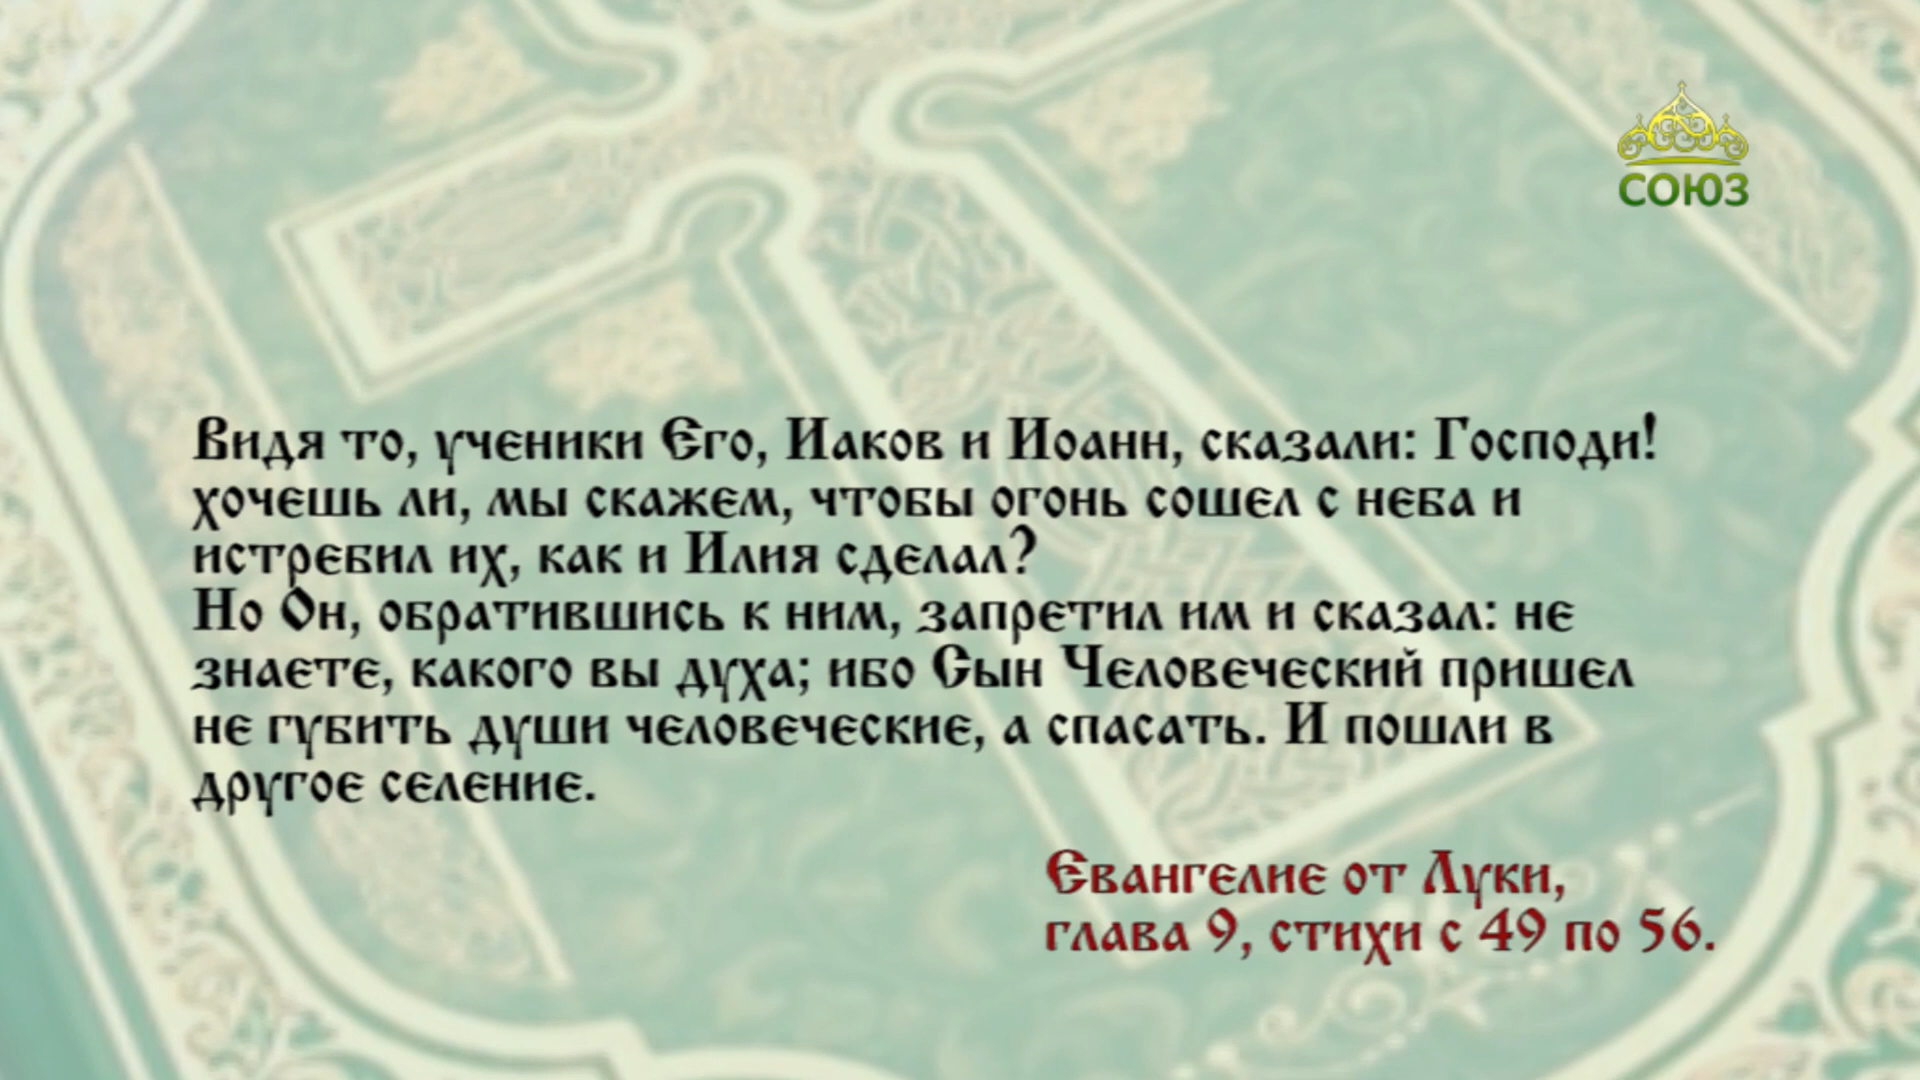 СОЮЗ
Видя то, ученики Его, Иаков и Иоанн, сказали: Господи!
хочешь ли, мы скажем, чтобы огонь сошел с неба и
истребил их, как и Илия сделал?
Но Он, обратившись к ним, запретил им и сказал: не
знаете, какого вы духа; ибо Сын Человеческий пришел
не губить души человеческие, а спасать. И пошли в
другое селение.
Евангелие от Луки,
глава 9, стихи с 49 по 56.